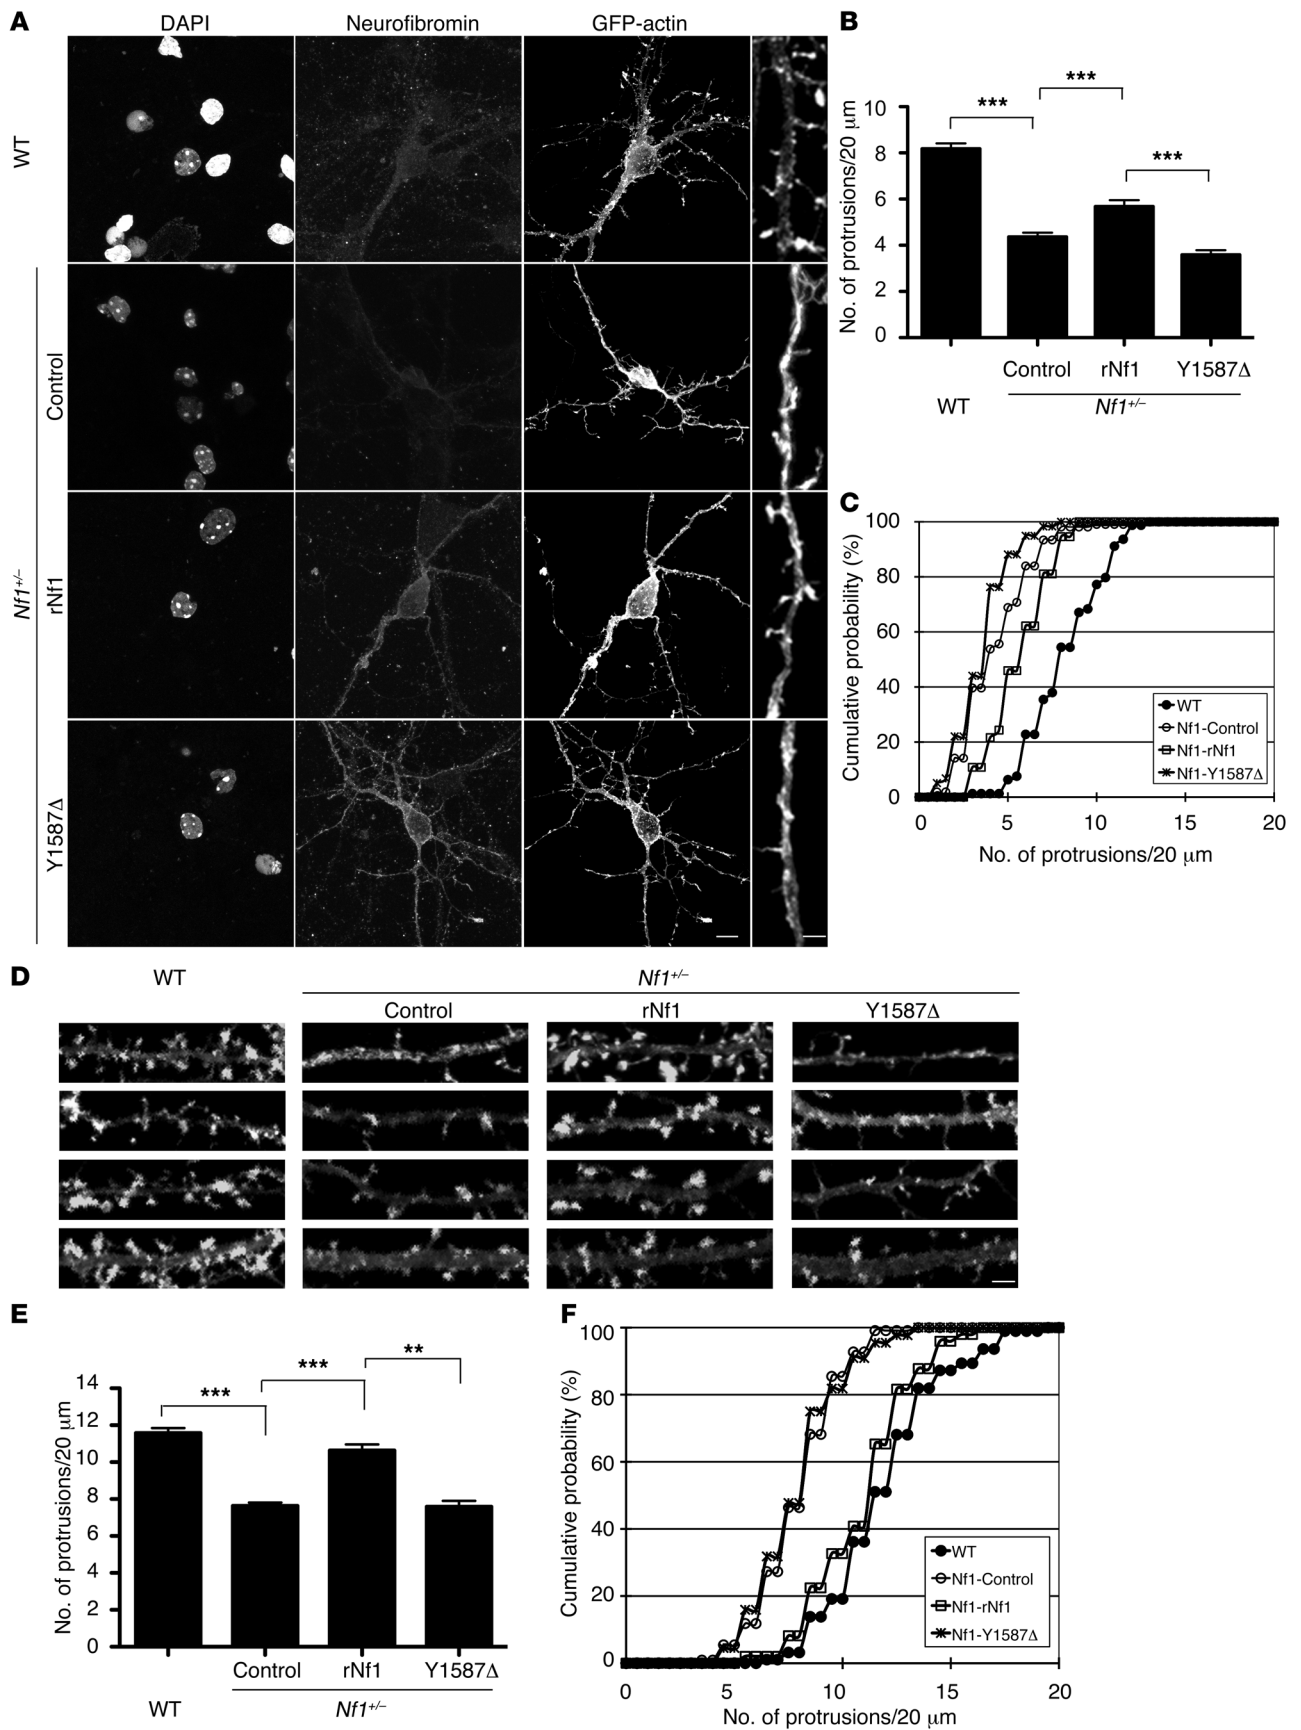 A
DAPI
Neurofibromin
GFP-actin
WT
Nf1+/–
Control
rNf1
Y1587Δ
B
No. of protrusions/20 μm
10
8
6
4
2
0
***
***
***
Control
rNf1
Y1587Δ
WT
Nf1+/–
C
Cumulative probability (%)
100
80
60
40
20
0
0
5
10
15
20
No. of protrusions/20 μm
WT
Nf1-Control
Nf1-rNf1
Nf1-Y1587Δ
D
WT
Nf1+/–
Control
rNf1
Y1587Δ
E
No. of protrusions/20 μm
14
12
10
8
6
4
2
0
***
***
**
Control
rNf1
Y1587Δ
WT
Nf1+/–
F
Cumulative probability (%)
100
80
60
40
20
0
0
5
10
15
20
No. of protrusions/20 μm
WT
Nf1-Control
Nf1-rNf1
Nf1-Y1587Δ